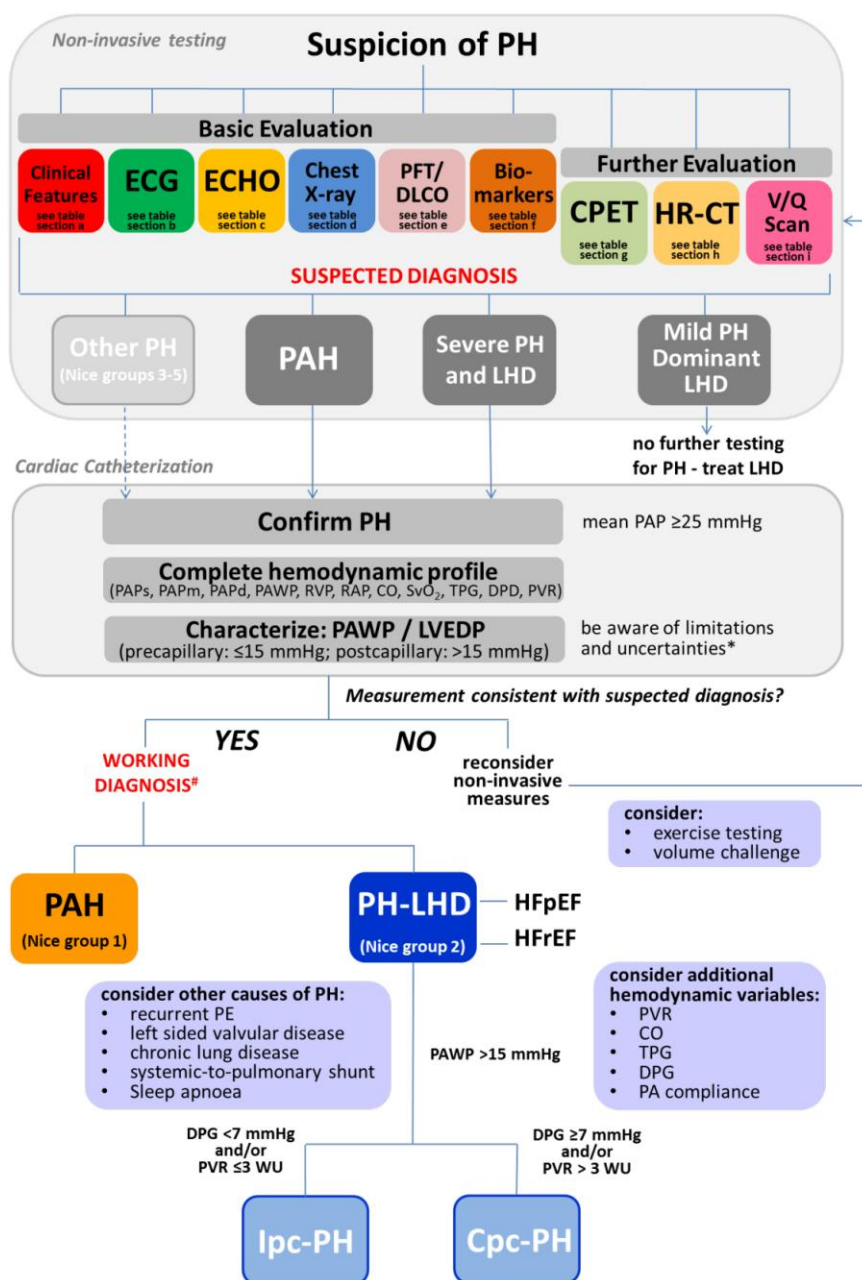 Non-invasive testing
Suspicion of PH
Basic Evaluation
Clinical
Features
see table
section a
ECG
see table
section b
ECHO
see table
section c
Chest
X-ray
see table
section d
PFT/
DLCO
see table
section e
Bio-
markers
see table
section f
Further Evaluation
CPET
see table
section g
HR-CT
see table
section h
V/Q
Scan
see table
section i
SUSPECTED DIAGNOSIS
Other PH
(Nice groups 3-5)
PAH
Severe PH
and LHD
Mild PH
Dominant
LHD
no further testing
for PH - treat LHD
Cardiac Catheterization
Confirm PH
mean PAP ≥25 mmHg
Complete hemodynamic profile
(PAPs, PAPm, PAPd, PAWP, RVP, RAP, CO, SvO₂, TPG, DPD, PVR)
Characterize: PAWP / LVEDP
(precapillary: ≤15 mmHg; postcapillary: >15 mmHg)
be aware of limitations
and uncertainties*
Measurement consistent with suspected diagnosis?
YES
NO
WORKING
DIAGNOSIS#
reconsider
non-invasive
measures
consider:
• exercise testing
• volume challenge
PAH
(Nice group 1)
PH-LHD
(Nice group 2)
HFpEF
HFrEF
consider other causes of PH:
• recurrent PE
• left sided valvular disease
• chronic lung disease
• systemic-to-pulmonary shunt
• Sleep apnoea
PAWP >15 mmHg
consider additional
hemodynamic variables:
• PVR
• CO
• TPG
• DPG
• PA compliance
DPG <7 mmHg
and/or
PVR ≤3 WU
DPG ≥7 mmHg
and/or
PVR > 3 WU
Ipc-PH
Cpc-PH